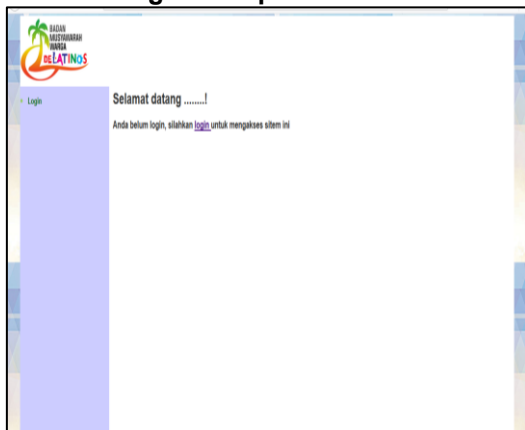 BADAN
MUSYAWARAH
WARGA
DELATINOS
Login
Selamat datang ........!
Anda belum login, silahkan login untuk mengakses sitem ini